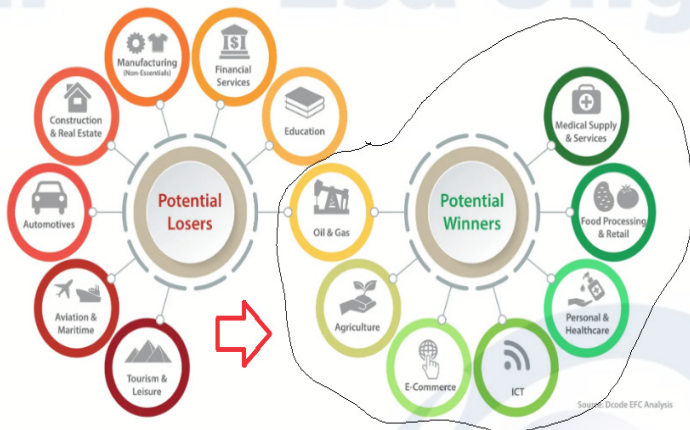 Manufacturing
(Non-Essentials)
Financial
Services
Construction
& Real Estate
Education
Medical Supply
& Services
Potential
Losers
Potential
Winners
Automotives
Oil & Gas
Food Processing
& Retail
Aviation &
Maritime
Agriculture
Personal &
Healthcare
Tourism &
Leisure
E-Commerce
ICT
Source: Dcode EFC Analysis